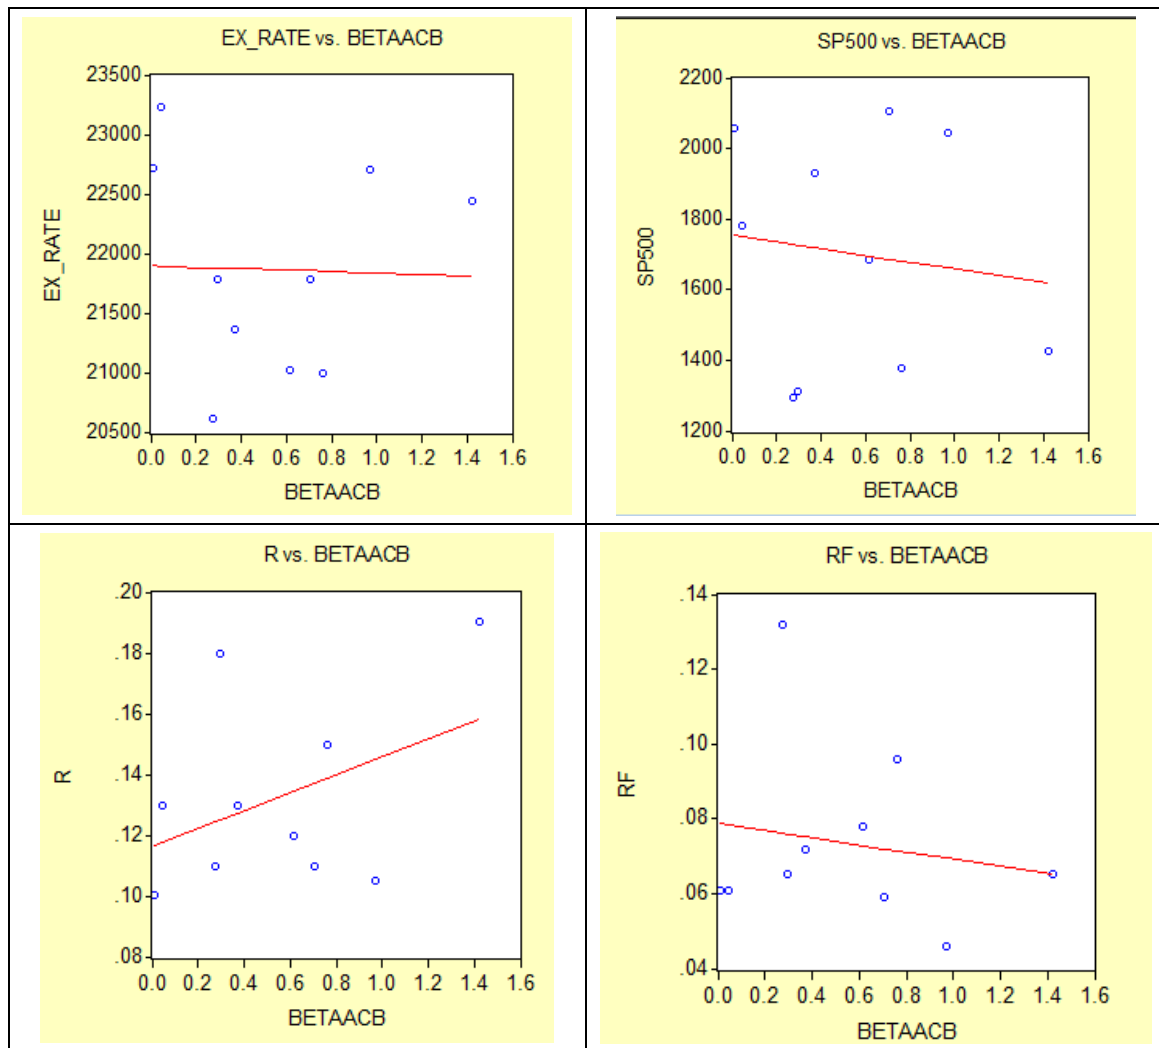 EX_RATE vs. BETAACB
23500
23000
22500
22000
21500
21000
20500
EX_RATE
0.0 0.2 0.4 0.6 0.8 1.0 1.2 1.4 1.6
BETAACB
SP500 vs. BETAACB
2200
2000
1800
1600
1400
1200
SP500
0.0 0.2 0.4 0.6 0.8 1.0 1.2 1.4 1.6
BETAACB
R vs. BETAACB
.20
.18
.16
.14
.12
.10
.08
R
0.0 0.2 0.4 0.6 0.8 1.0 1.2 1.4 1.6
BETAACB
RF vs. BETAACB
.14
.12
.10
.08
.06
.04
RF
0.0 0.2 0.4 0.6 0.8 1.0 1.2 1.4 1.6
BETAACB